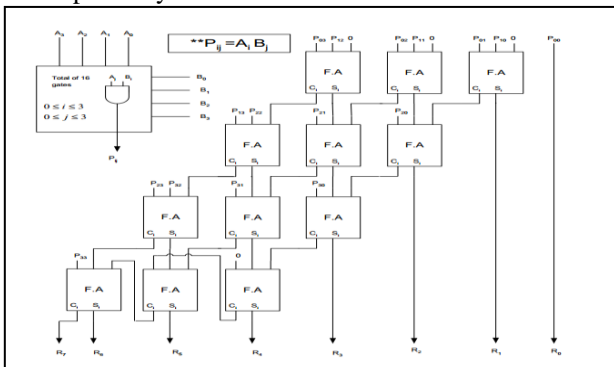 A₃ A₂ A₁ A₀
**Pᵢⱼ =Aᵢ Bⱼ
P₀₃ P₁₂ 0 P₀₂ P₁₁ 0 P₀₁ P₁₀ 0 P₀₀
Total of 16
gates
Aᵢ Bᵢ
0 ≤ i ≤ 3
0 ≤ j ≤ 3
B₀
B₁
B₂
B₃
Pᵢⱼ
F.A F.A F.A
Cᵢ Sᵢ Cᵢ Sᵢ Cᵢ Sᵢ
P₁₃ P₂₂ P₂₁ P₂₀
F.A F.A F.A
Cᵢ Sᵢ Cᵢ Sᵢ Cᵢ Sᵢ
P₂₃ P₃₂ P₃₁
F.A F.A F.A
Cᵢ Sᵢ Cᵢ Sᵢ Cᵢ Sᵢ
P₃₃ 0
F.A F.A F.A
Cᵢ Sᵢ Cᵢ Sᵢ Cᵢ Sᵢ
R₇ R₆ R₅ R₄ R₃ R₂ R₁ R₀